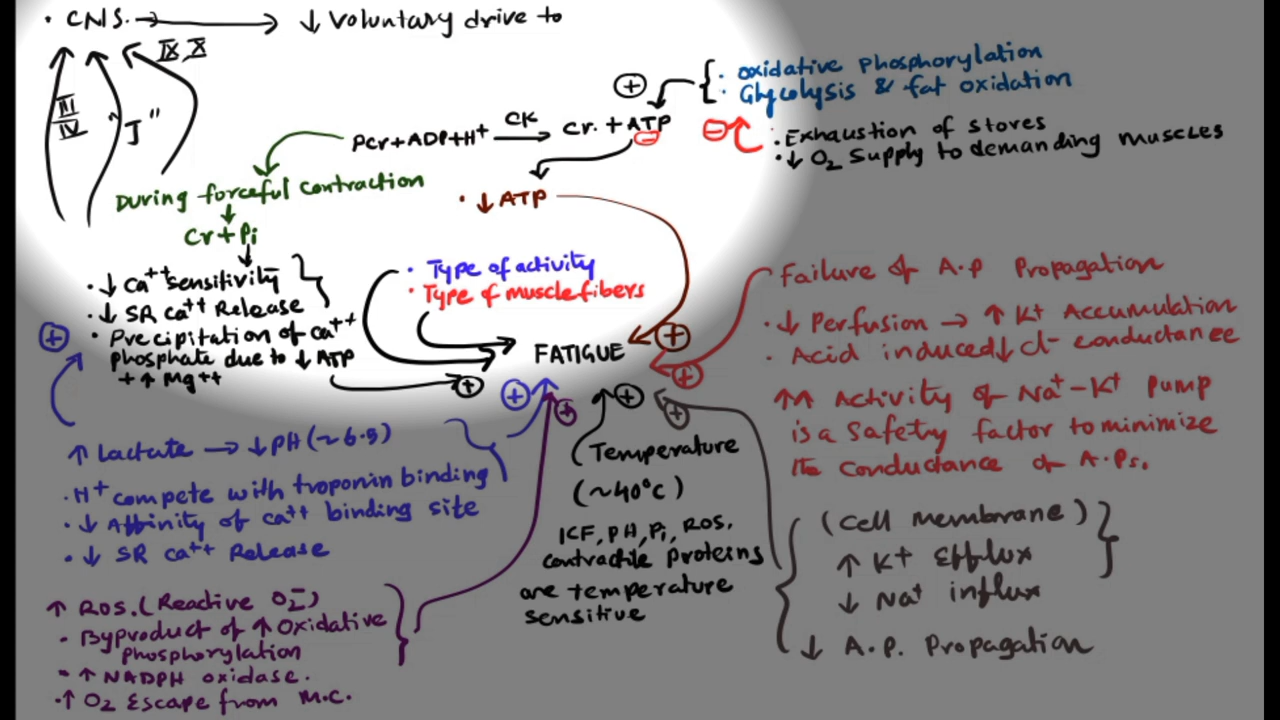 • CNS. → ↓ Voluntary drive to
IX, X
III
IV
"J"
⊕
• oxidative phosphorylation
• Glycolysis & fat oxidation
Pcr+ADP+H⁺ CK → Cr. + ATP
⊖
• Exhaustion of stores
• ↓ O₂ Supply to demanding muscles
During forceful contraction
↓
Cr + Pi
• ↓ ATP
• ↓ Ca⁺⁺ sensitivity
• ↓ SR Ca⁺⁺ Release
• Precipitation of Ca⁺⁺
phosphate due to ↓ ATP
+ ↑ Mg⁺⁺
• Type of activity
• Type of muscle fibers
FATIGUE
Failure of A.P Propagation
• ↓ Perfusion → ↑ K⁺ Accumulation
• Acid induced ↓ Cl⁻ conductance
↑↑ Activity of Na⁺-K⁺ pump
is a safety factor to minimize
the conductance of A.Ps.
↑ Lactate → ↓ PH (~6.9)
• H⁺ compete with troponin binding
• ↓ Affinity of Ca⁺⁺ binding site
• ↓ SR Ca⁺⁺ Release
↑ ROS. (Reactive O₂⁻)
• Byproduct of ↑ Oxidative
phosphorylation
• ↑ NADPH oxidase.
• ↑ O₂ Escape from M.C.
(Temperature
(~40°C)
ICF, PH, Pi, ROS.
contractile proteins
are temperature
sensitive
(Cell Membrane)
↑ K⁺ Efflux
↓ Na⁺ influx
↓ A.P. Propagation